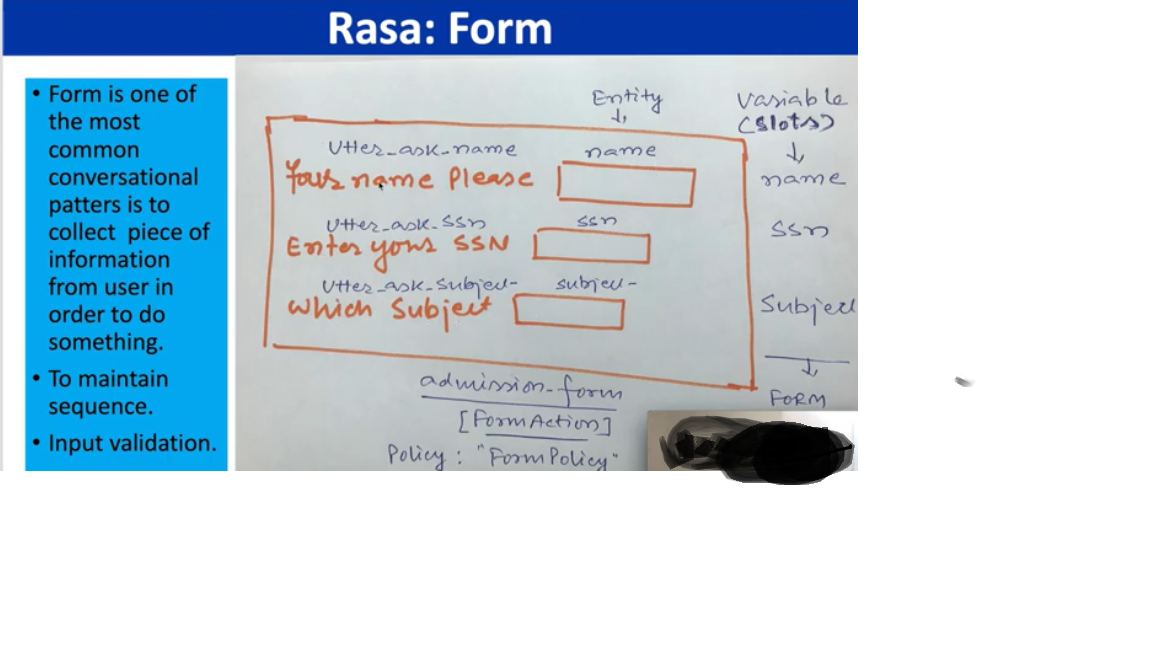 Rasa: Form
• Form is one of
the most
common
conversational
patters is to
collect piece of
information
from user in
order to do
something.
• To maintain
sequence.
• Input validation.
Entity
Variable
(slots)
Utter_ask_name
name
Your name Please
name
Utter_ask_SSn
ssn
Enter your SSN
SSn
Utter_ask_Subject
subject
Which Subject
Subject
admission_form
FORM
[FormAction]
Policy : "FormPolicy"